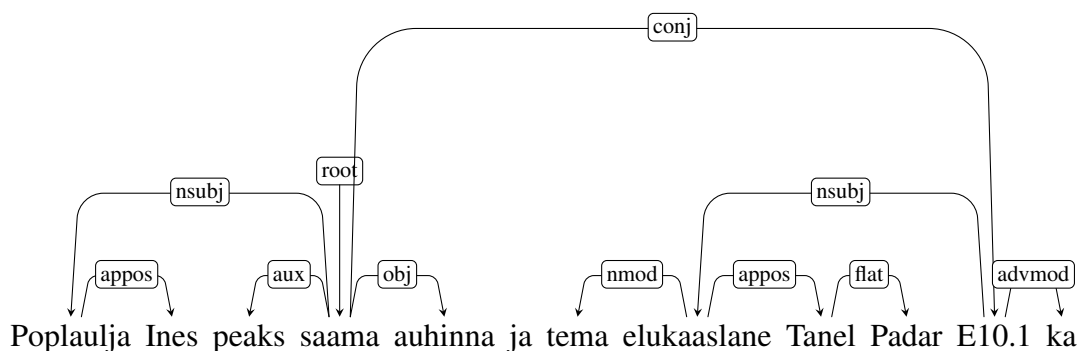 conj
root
nsubj nsubj
appos aux obj nmod appos flat advmod
Poplaulja Ines peaks saama auhinna ja tema elukaaslane Tanel Padar E10.1 ka